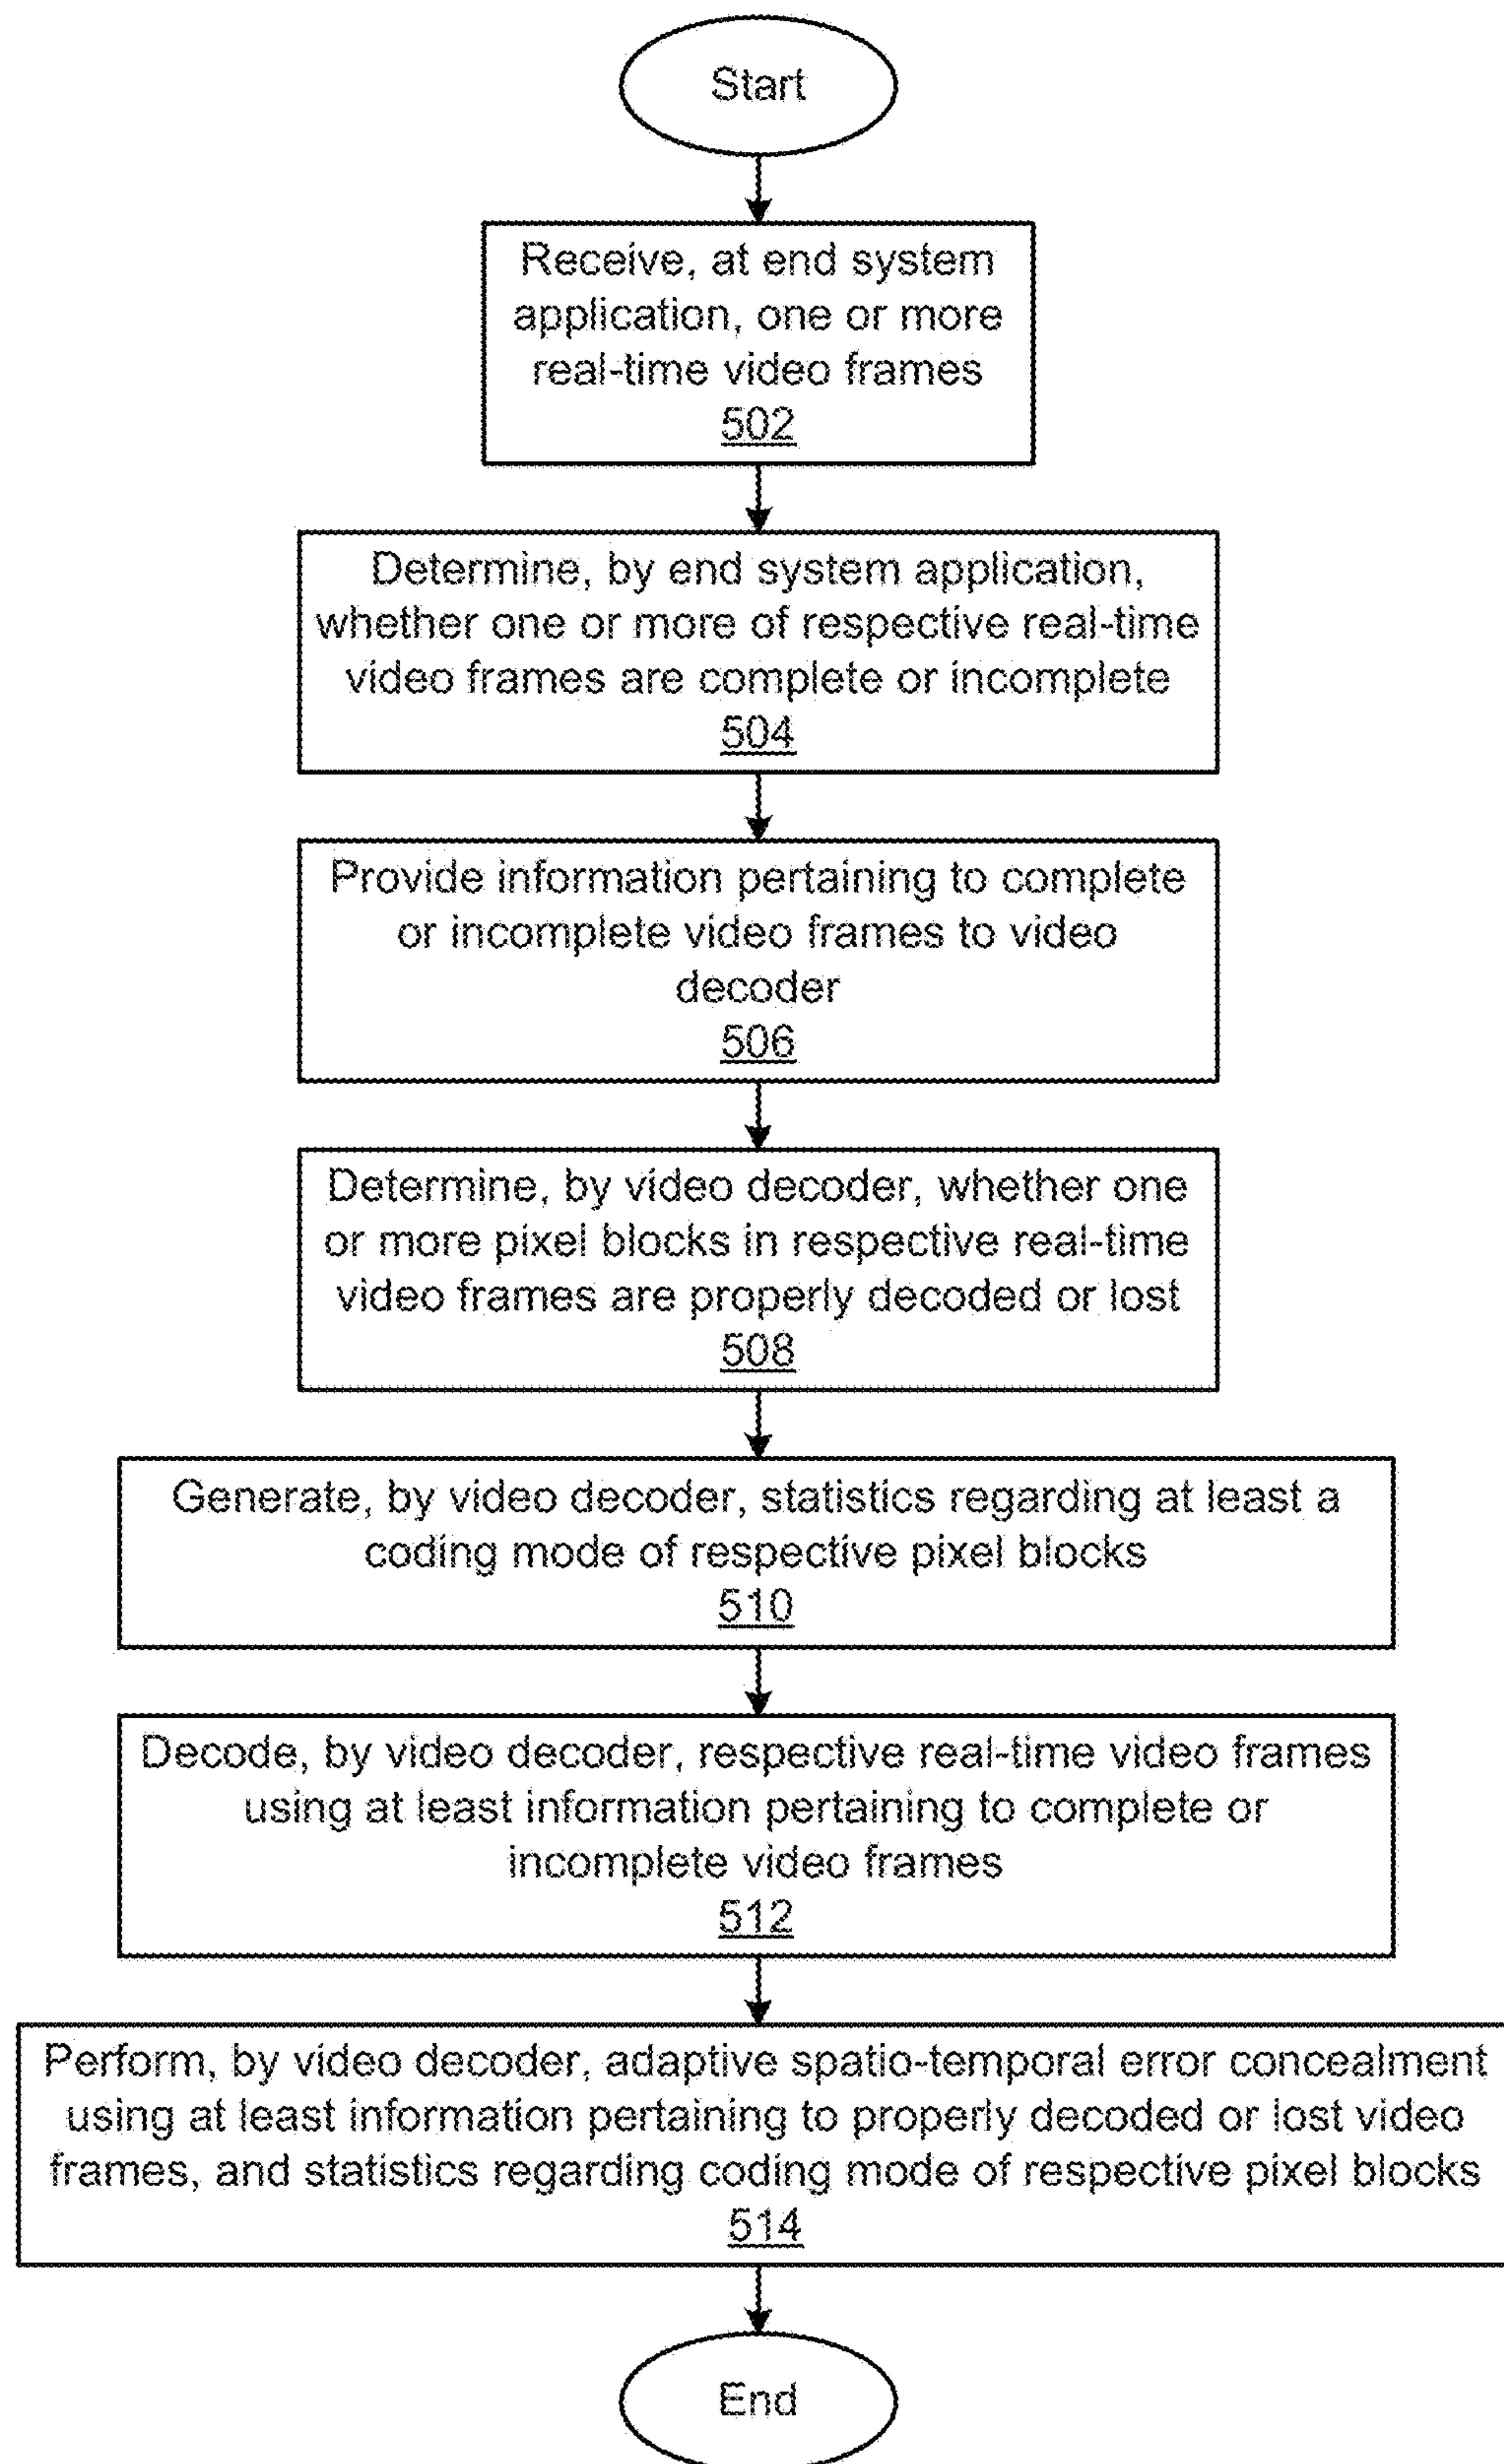 Start
Receive, at end system
application, one or more
real-time video frames
502
Determine, by end system application,
whether one or more of respective real-time
video frames are complete or incomplete
504
Provide information pertaining to complete
or incomplete video frames to video
decoder
506
Determine, by video decoder, whether one
or more pixel blocks in respective real-time
video frames are properly decoded or lost
508
Generate, by video decoder, statistics regarding at least a
coding mode of respective pixel blocks
510
Decode, by video decoder, respective real-time video frames
using at least information pertaining to complete or
incomplete video frames
512
Perform, by video decoder, adaptive spatio-temporal error concealment
using at least information pertaining to properly decoded or lost video
frames, and statistics regarding coding mode of respective pixel blocks
514
End